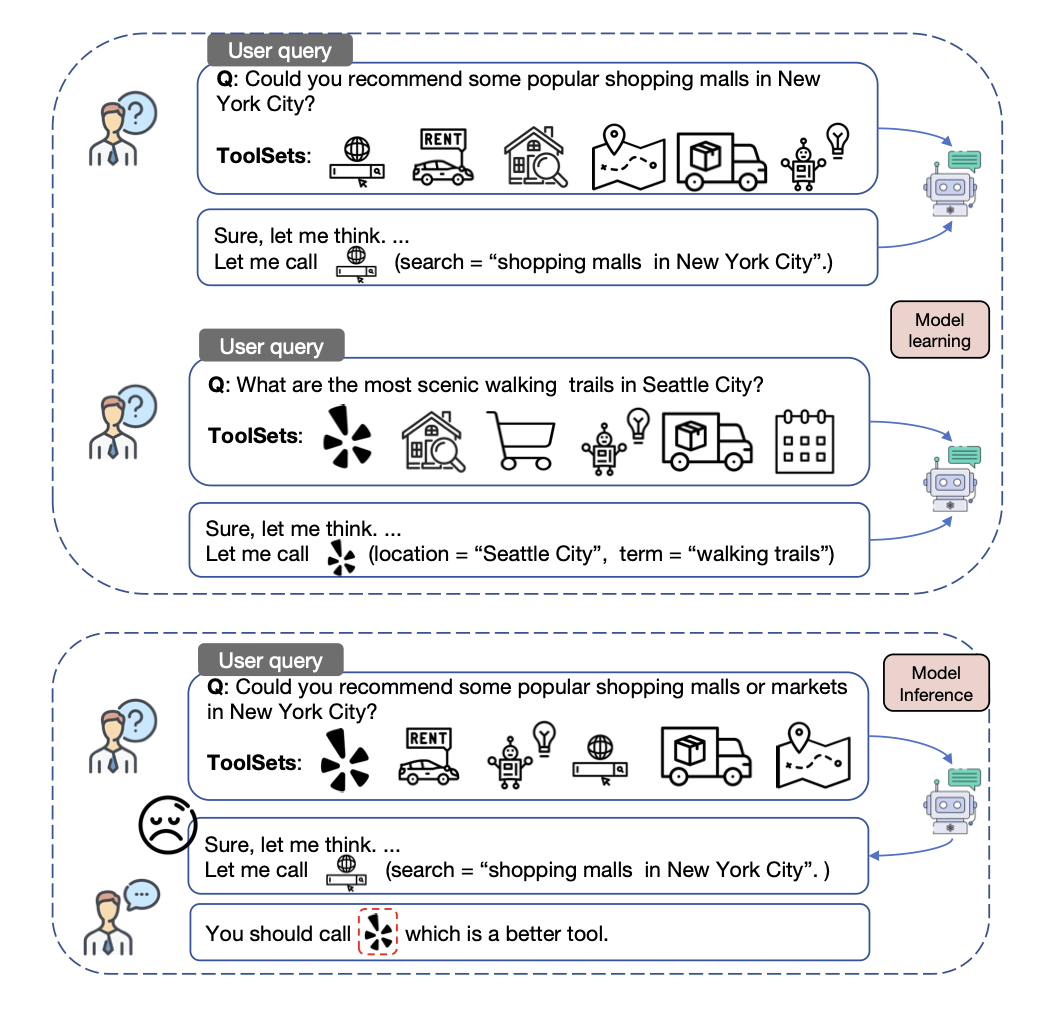 User query
Q: Could you recommend some popular shopping malls in New
York City?
RENT
ToolSets:
Sure, let me think. ...
Let me call (search = “shopping malls in New York City”.)
Model
learning
User query
Q: What are the most scenic walking trails in Seattle City?
ToolSets:
Sure, let me think. ...
Let me call (location = “Seattle City”, term = “walking trails”)
User query
Model
Inference
Q: Could you recommend some popular shopping malls or markets
in New York City?
RENT
ToolSets:
Sure, let me think. ...
Let me call (search = “shopping malls in New York City”. )
You should call which is a better tool.